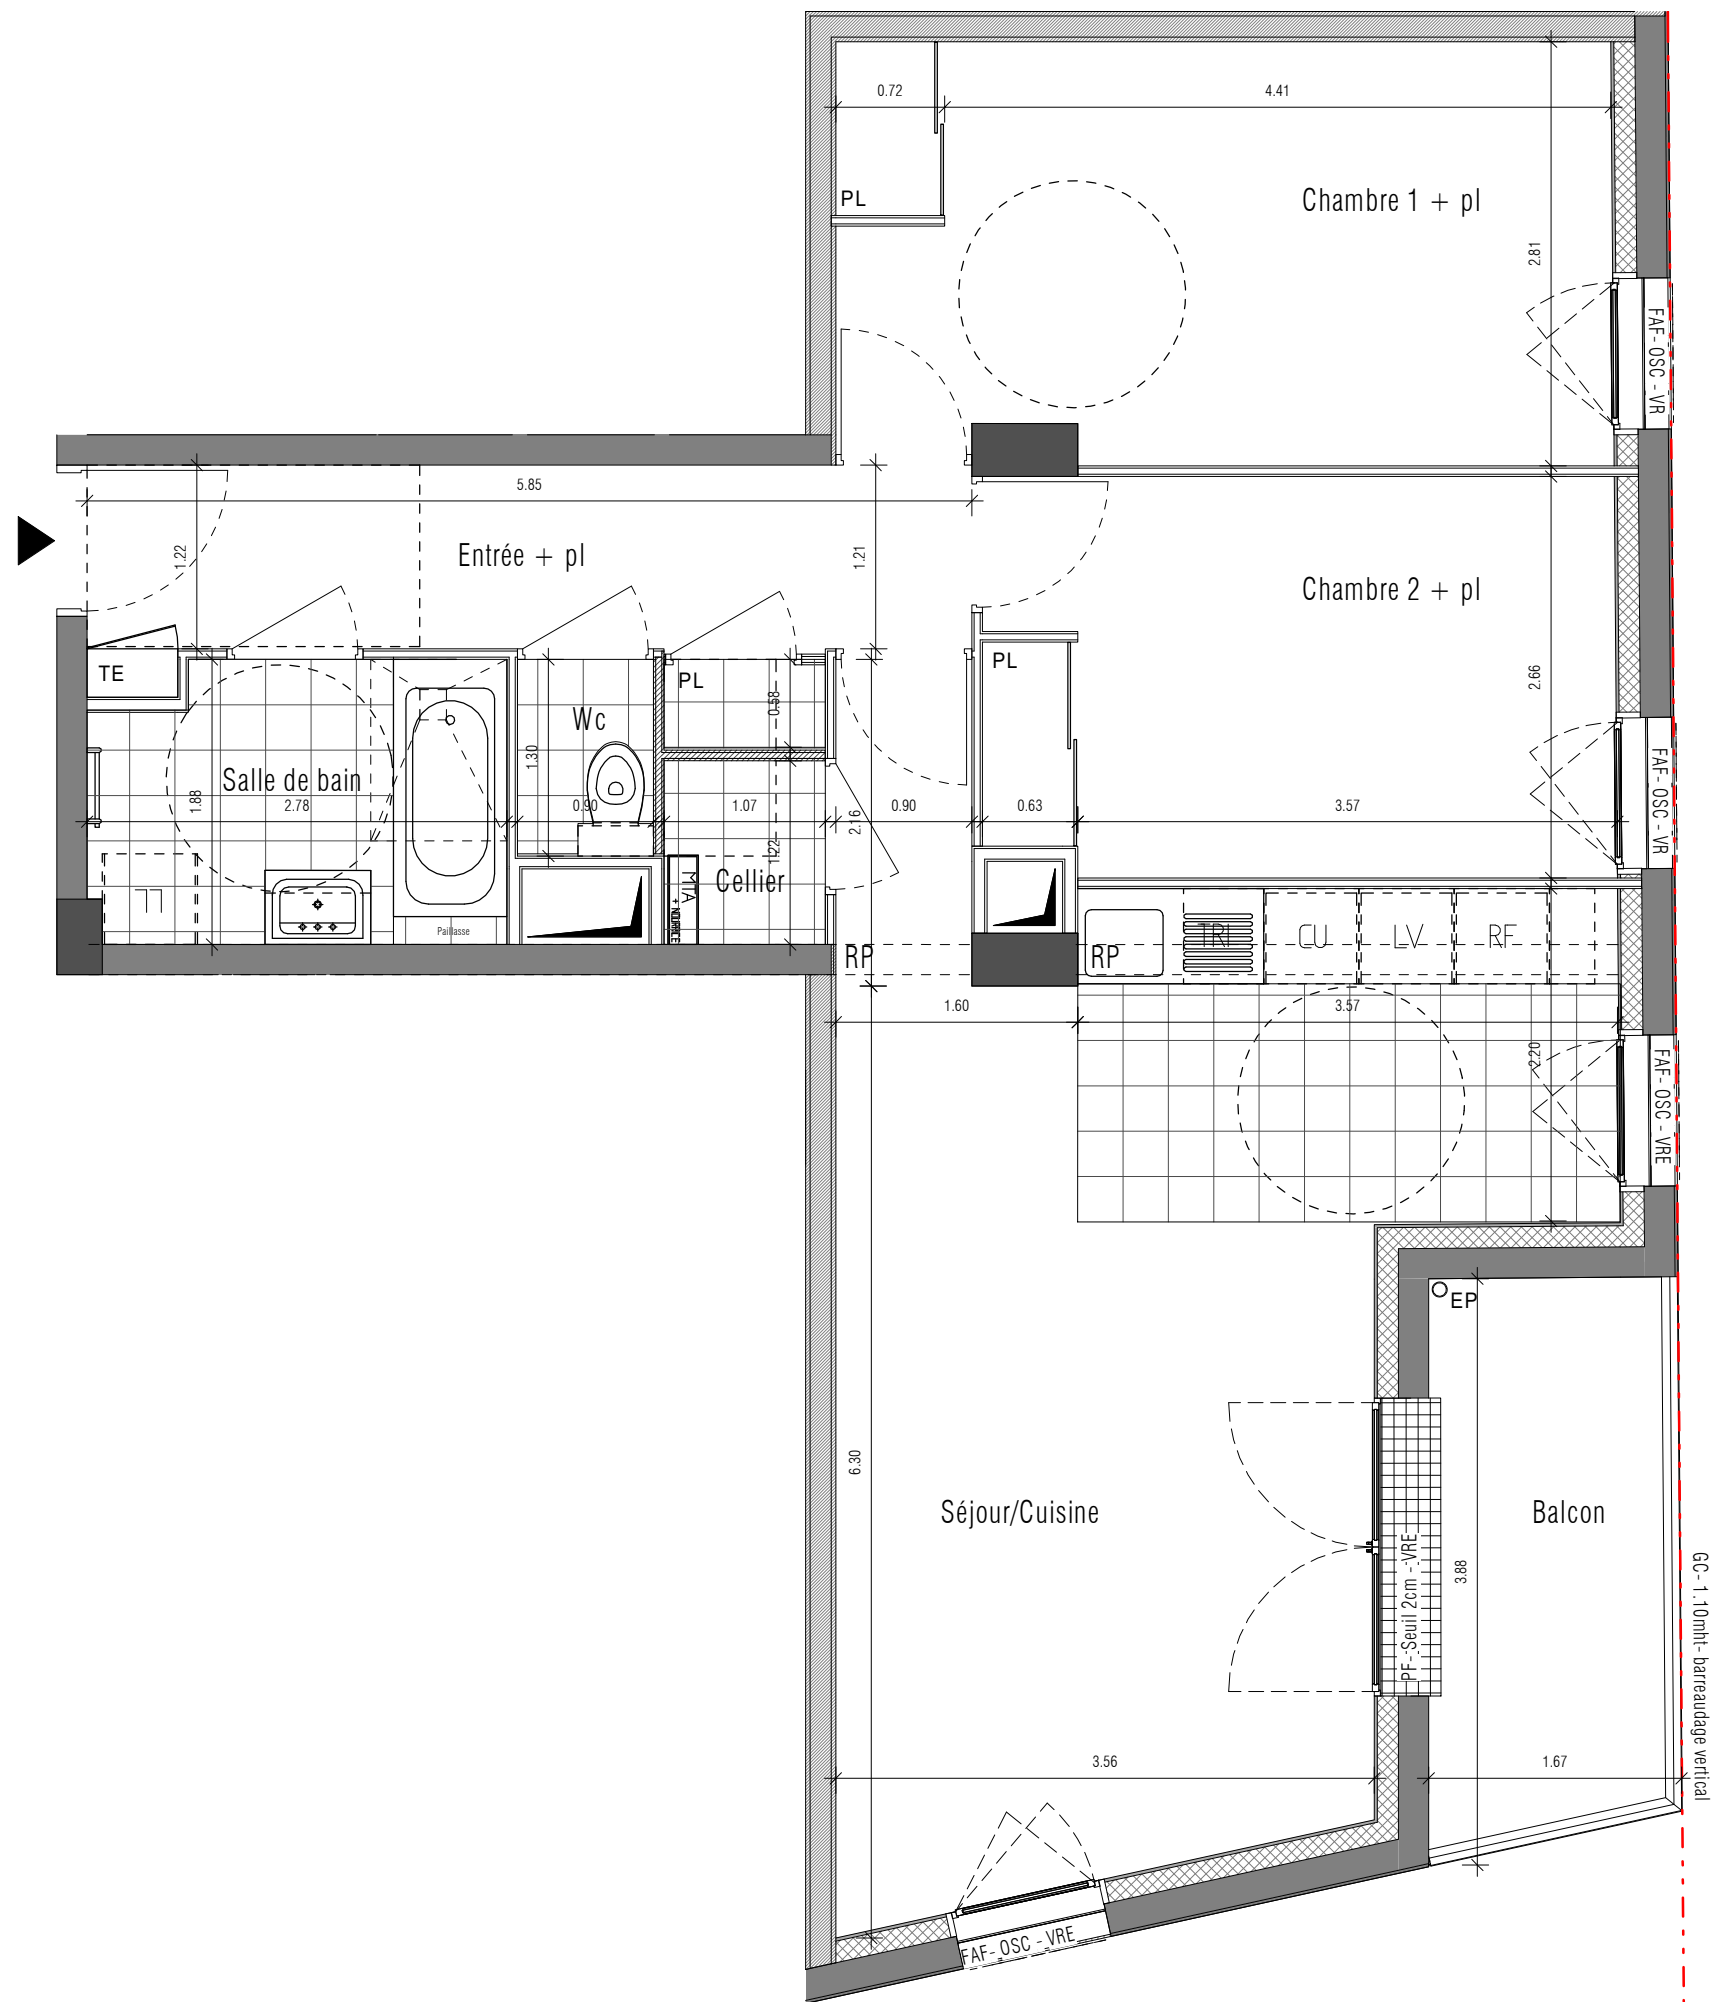 0.72
4.41
PL
Chambre 1 + pl
2.81
FAF- OSC - VR
5.85
1.22
Entrée + pl
1.21
Chambre 2 + pl
2.66
TE
PL
PL
0.58
Wc
1.30
Salle de bain
1.88
2.78
0.90
1.07
2.16
0.90
0.63
3.57
FAF- OSC - VR
1.22
Cellier
MTA
LL
Paillasse
RP
RP
TRI
CU
LV
RF
1.60
3.57
2.20
FAF- OSC - VRE
EP
6.30
Séjour/Cuisine
Balcon
PF- Seuil 2cm - VRE
3.88
GC- 1.10mht- barreaudage vertical
3.56
1.67
FAF- OSC - VRE